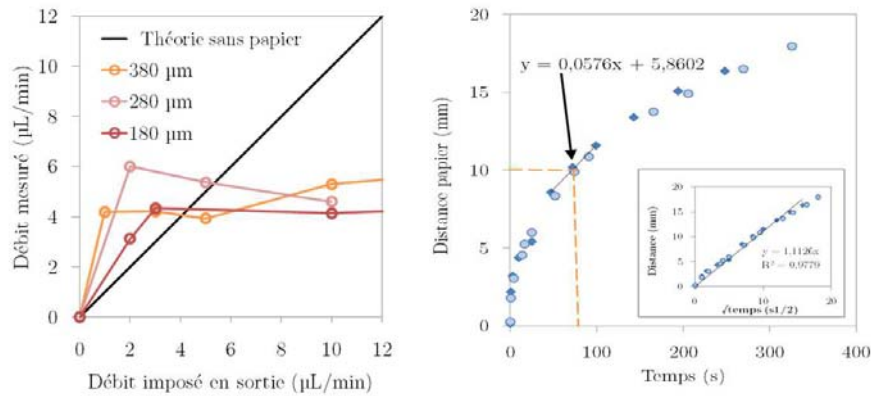 12
10
8
6
4
2
0
0 2 4 6 8 10 12
Débit mesuré (µL/min)
Débit imposé en sortie (µL/min)
Théorie sans papier
380 µm
280 µm
180 µm
20
15
10
5
0
0 100 200 300 400
Distance papier (mm)
Temps (s)
y = 0,0576x + 5,8602
20
15
10
5
0
0 10 20
Distance (mm)
√temps (s1/2)
y = 1,1126x
R² = 0,9779